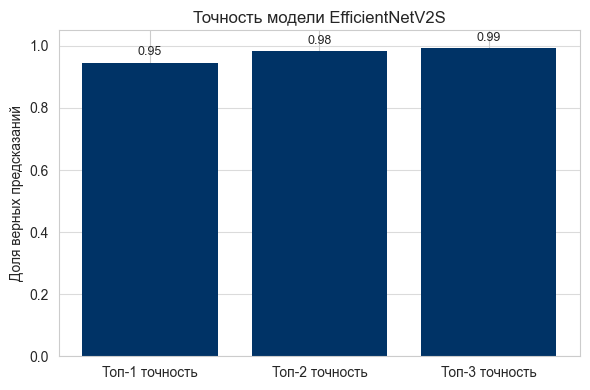 Точность модели EfficientNetV2S
Доля верных предсказаний
1.0
0.8
0.6
0.4
0.2
0.0
0.95
0.98
0.99
Топ-1 точность
Топ-2 точность
Топ-3 точность